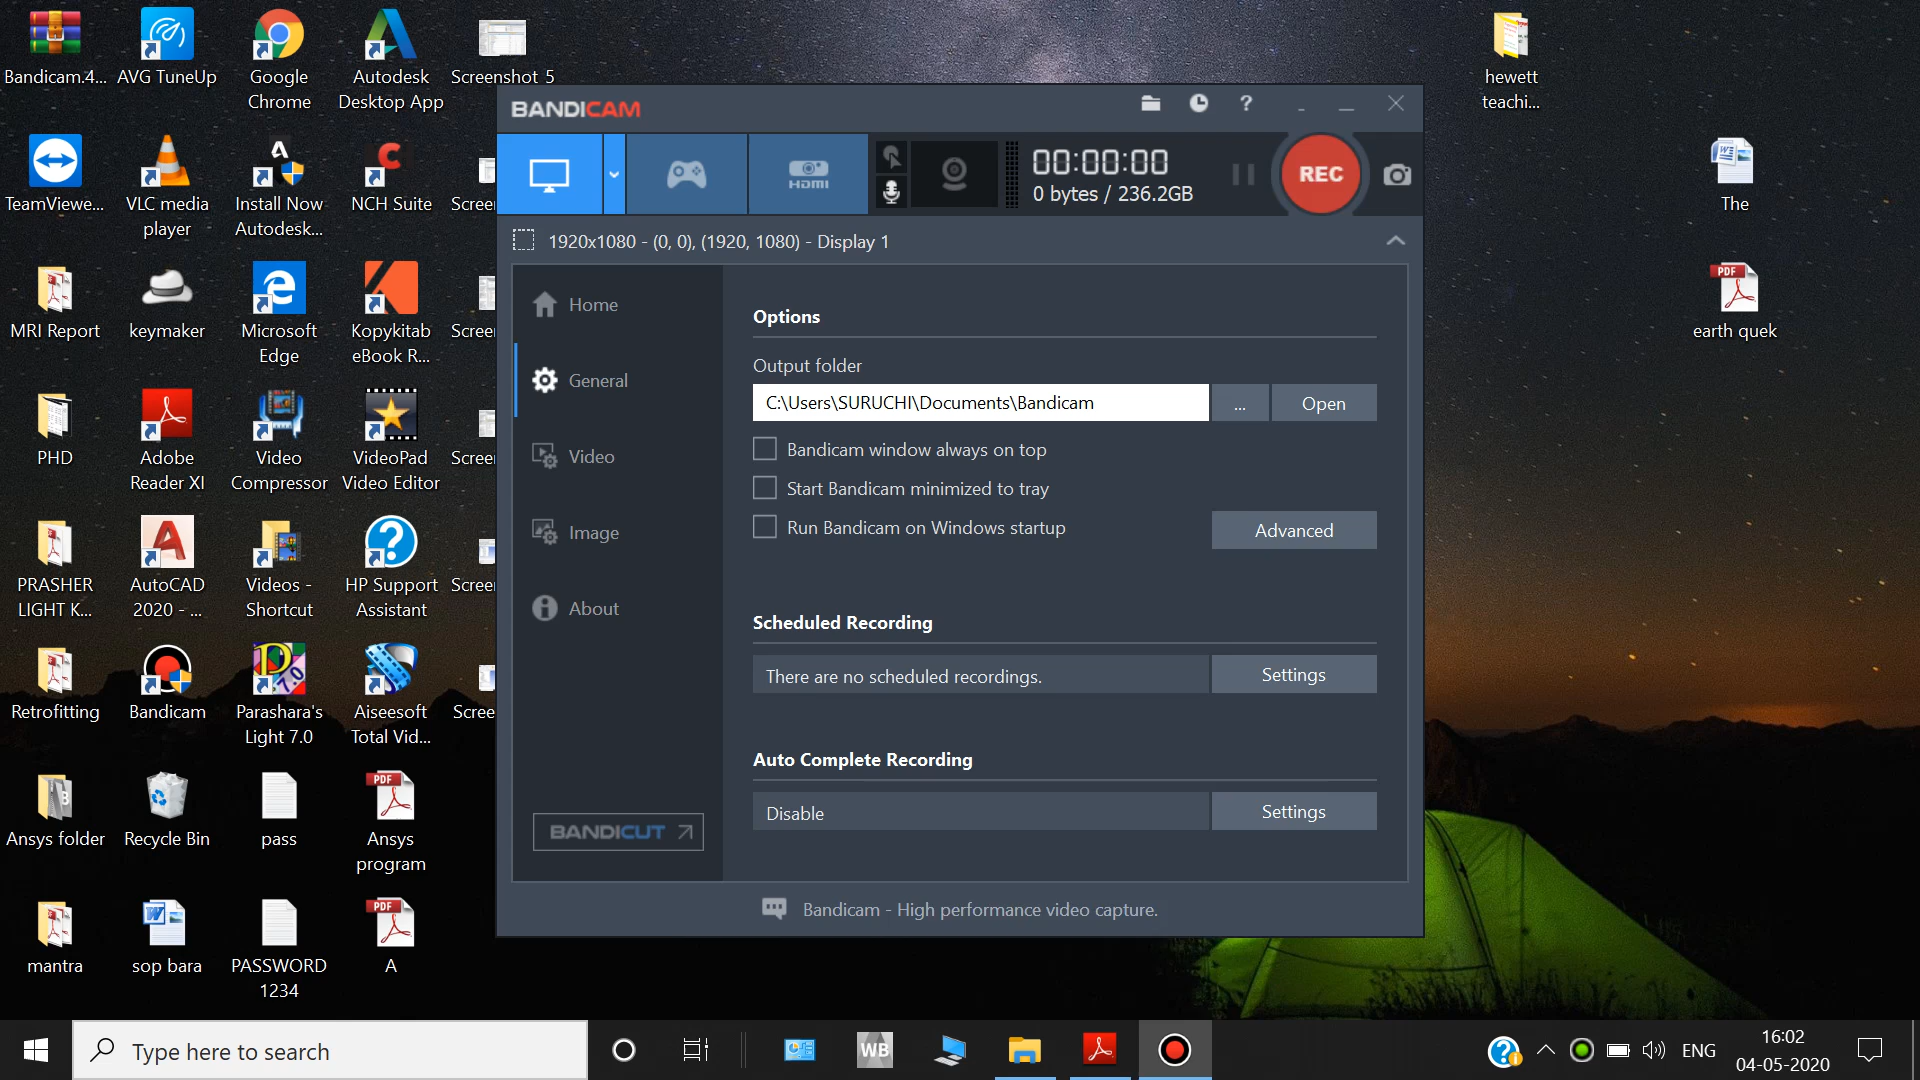 Bandicam.4...
AVG TuneUp
Google
Chrome
Autodesk
Desktop App
Screenshot 5
hewett
teachi...
TeamViewe...
VLC media
player
Install Now
Autodesk...
NCH Suite
Screer
The
MRI Report
keymaker
Microsoft
Edge
Kopykitab
eBook R...
Screer
earth quek
PHD
Adobe
Reader XI
Video
Compressor
VideoPad
Video Editor
Screer
PRASHER
LIGHT K...
AutoCAD
2020 - ...
Videos -
Shortcut
HP Support
Assistant
Screer
Retrofitting
Bandicam
Parashara's
Light 7.0
Aiseesoft
Total Vid...
Scree
Ansys folder
Recycle Bin
pass
Ansys
program
mantra
sop bara
PASSWORD
1234
A
BANDICAM
?
HDMI
00:00:00
0 bytes / 236.2GB
REC
1920x1080 - (0, 0), (1920, 1080) - Display 1
Home
General
Video
Image
About
BANDICUT
Options
Output folder
C:\Users\SURUCHI\Documents\Bandicam
...
Open
Bandicam window always on top
Start Bandicam minimized to tray
Run Bandicam on Windows startup
Advanced
Scheduled Recording
There are no scheduled recordings.
Settings
Auto Complete Recording
Disable
Settings
Bandicam - High performance video capture.
Type here to search
WB
ENG
16:02
04-05-2020